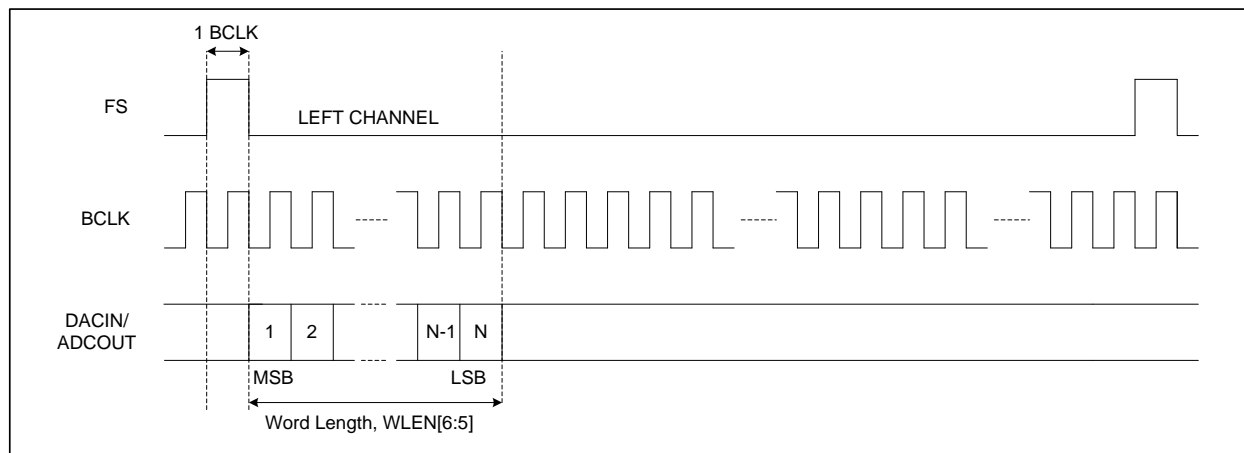 1 BCLK
FS
LEFT CHANNEL
BCLK
DACIN/
ADCOUT
1 2 N-1 N
MSB LSB
Word Length, WLEN[6:5]